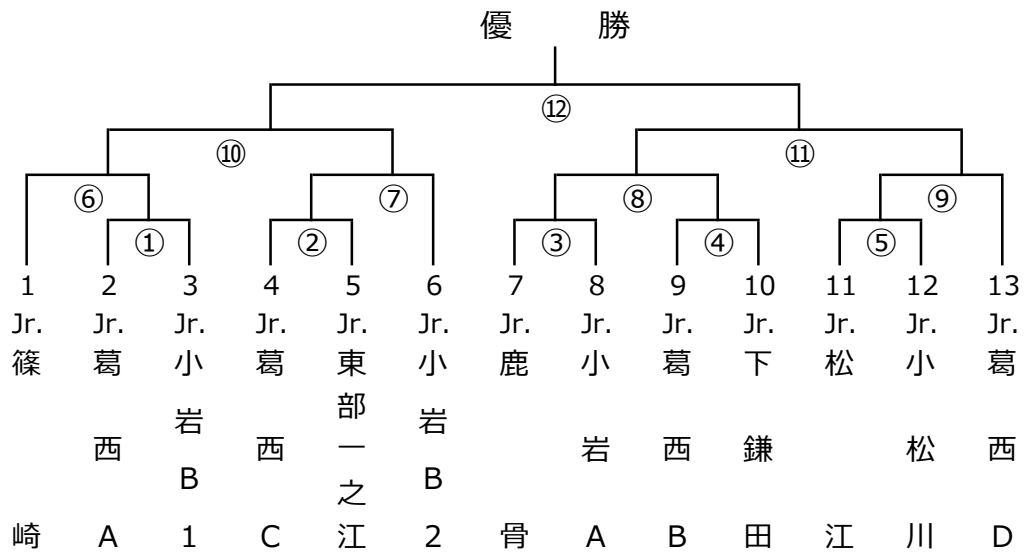 優 勝
⑫
⑩ ⑪
⑥ ⑦ ⑧ ⑨
① ② ③ ④ ⑤
1 2 3 4 5 6 7 8 9 10 11 12 13
Jr. Jr. Jr. Jr. Jr. Jr. Jr. Jr. Jr. Jr. Jr. Jr. Jr.
篠崎
葛西A
小岩B1
葛西C
東部一之江
小岩B2
鹿骨
小岩A
葛西B
下鎌田
松江
小松川
葛西D